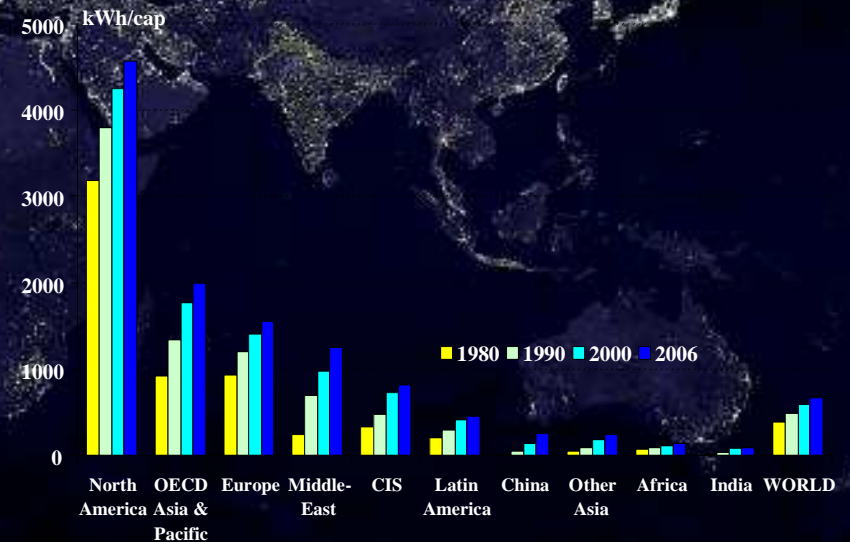 5000 kWh/cap
4000
3000
2000
1000
0
1980 1990 2000 2006
North America
OECD Asia & Pacific
Europe
Middle-East
CIS
Latin America
China
Other Asia
Africa
India
WORLD